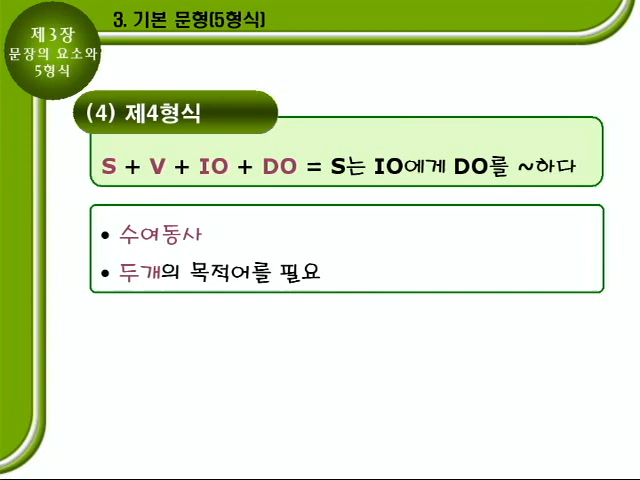 3. 기본 문형(5형식)
제3장
문장의 요소와
5형식
(4) 제4형식
S + V + IO + DO = S는 IO에게 DO를 ~하다
• 수여동사
• 두개의 목적어를 필요